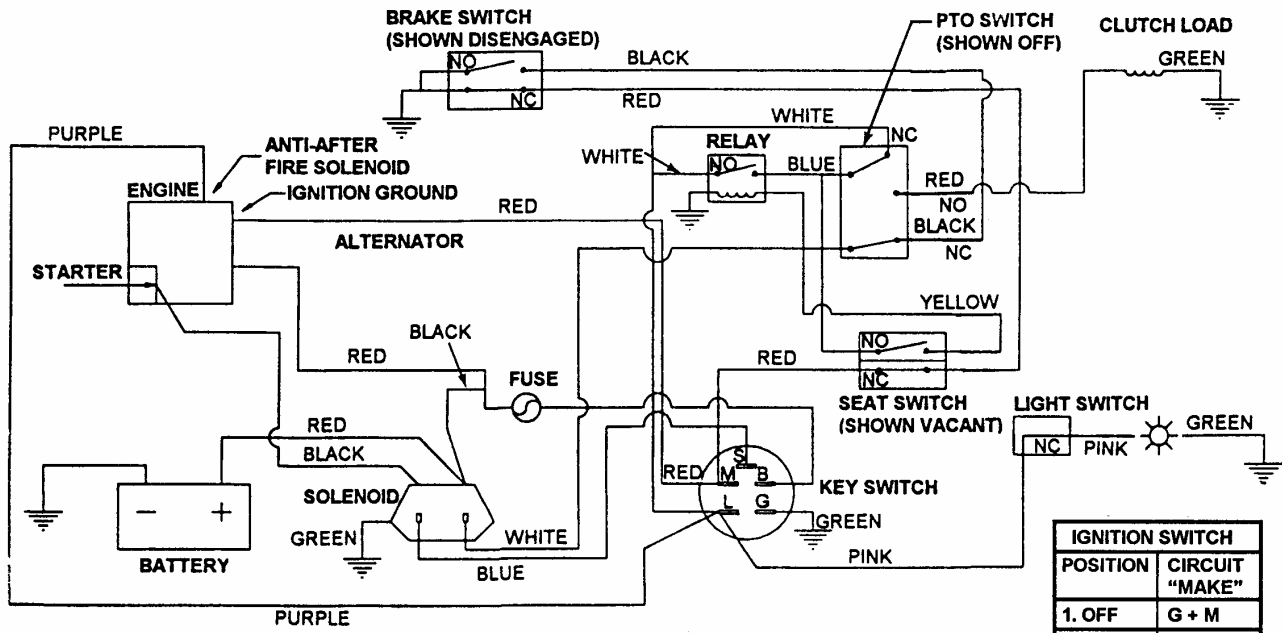 BRAKE SWITCH
(SHOWN DISENGAGED)
PTO SWITCH
(SHOWN OFF)
CLUTCH LOAD
GREEN
NO
BLACK
NC
RED
PURPLE
ANTI-AFTER
FIRE SOLENOID
WHITE
NC
RELAY
WHITE
NO
BLUE
ENGINE
IGNITION GROUND
RED
NO
RED
ALTERNATOR
BLACK
NC
STARTER
YELLOW
BLACK
NO
RED
FUSE
RED
NC
SEAT SWITCH
(SHOWN VACANT)
LIGHT SWITCH
GREEN
NC
PINK
RED
BLACK
S
RED
M
B
KEY SWITCH
SOLENOID
L
G
GREEN
- +
GREEN
WHITE
BATTERY
BLUE
PINK
PURPLE
IGNITION SWITCH
POSITION
CIRCUIT
"MAKE"
1. OFF
G + M